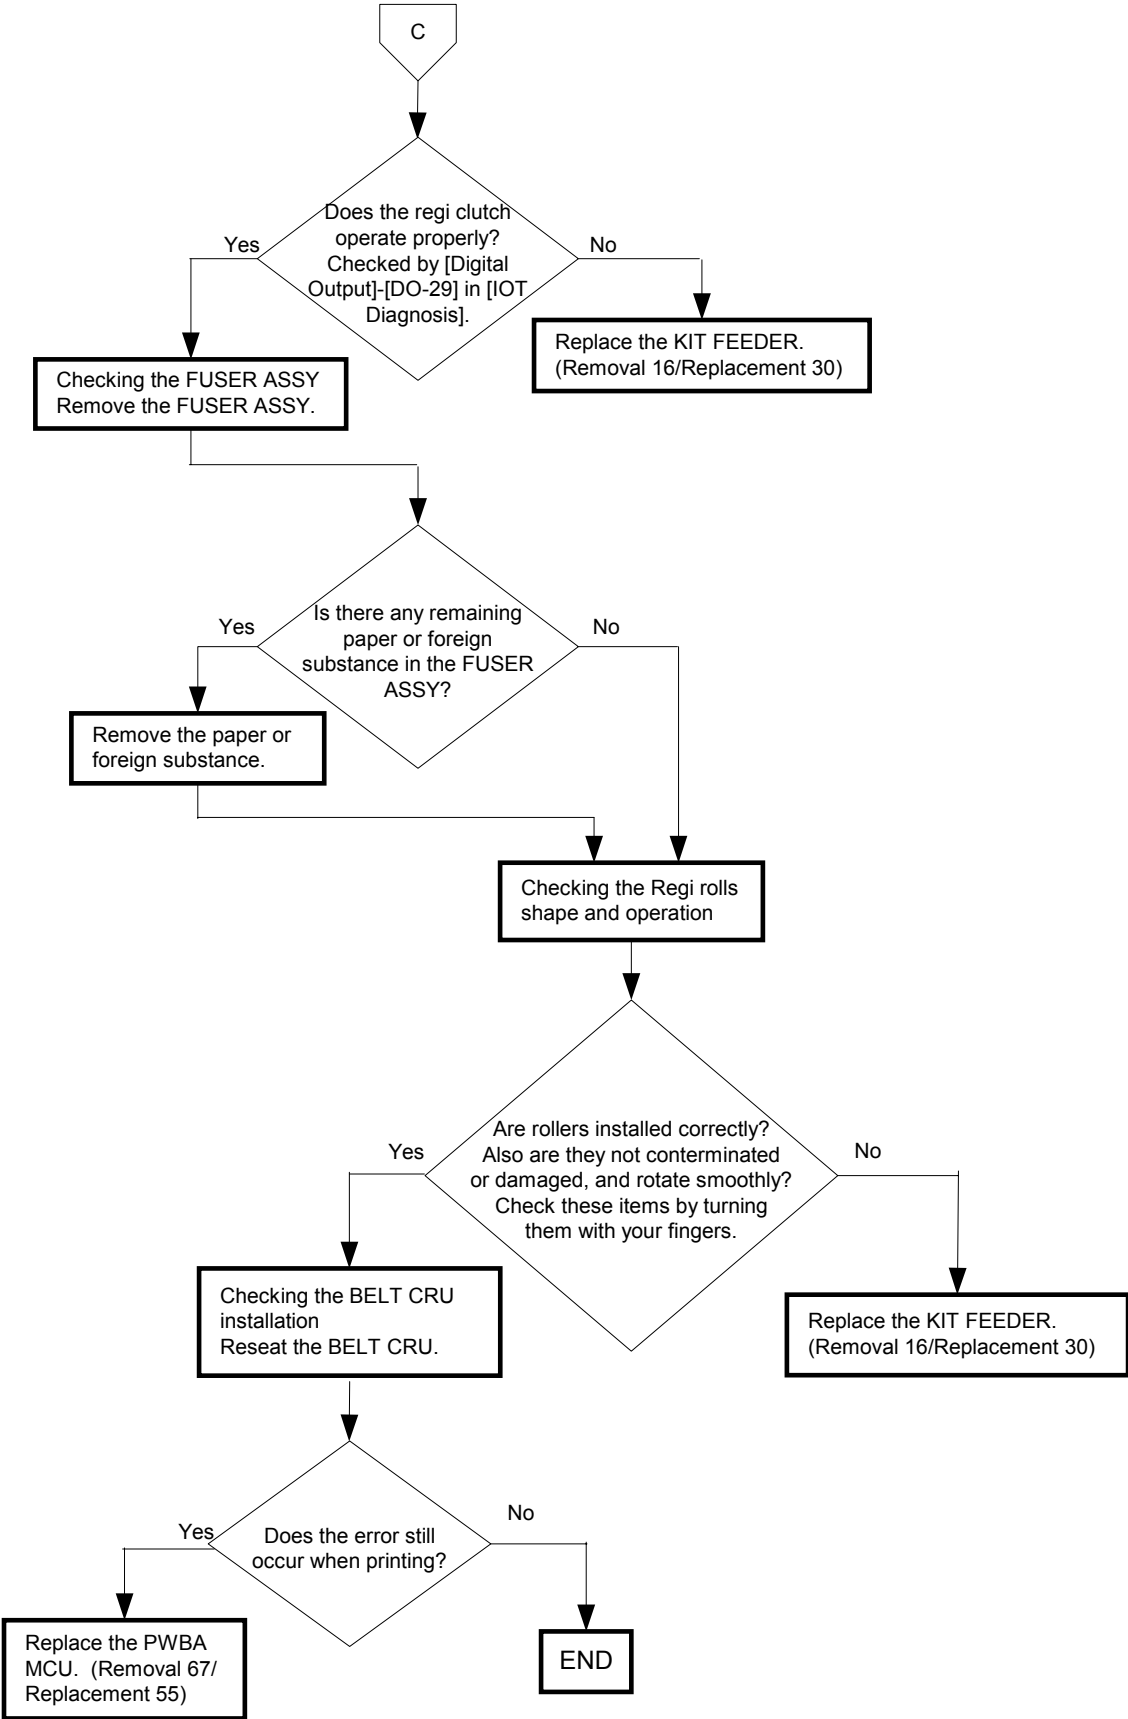 C
Does the regi clutch
operate properly?
Checked by [Digital
Output]-[DO-29] in [IOT
Diagnosis].
Yes
No
Replace the KIT FEEDER.
(Removal 16/Replacement 30)
Checking the FUSER ASSY
Remove the FUSER ASSY.
Is there any remaining
paper or foreign
substance in the FUSER
ASSY?
Yes
No
Remove the paper or
foreign substance.
Checking the Regi rolls
shape and operation
Are rollers installed correctly?
Also are they not conterminated
or damaged, and rotate smoothly?
Check these items by turning
them with your fingers.
Yes
No
Checking the BELT CRU
installation
Reseat the BELT CRU.
Replace the KIT FEEDER.
(Removal 16/Replacement 30)
Does the error still
occur when printing?
Yes
No
Replace the PWBA
MCU.  (Removal 67/
Replacement 55)
END